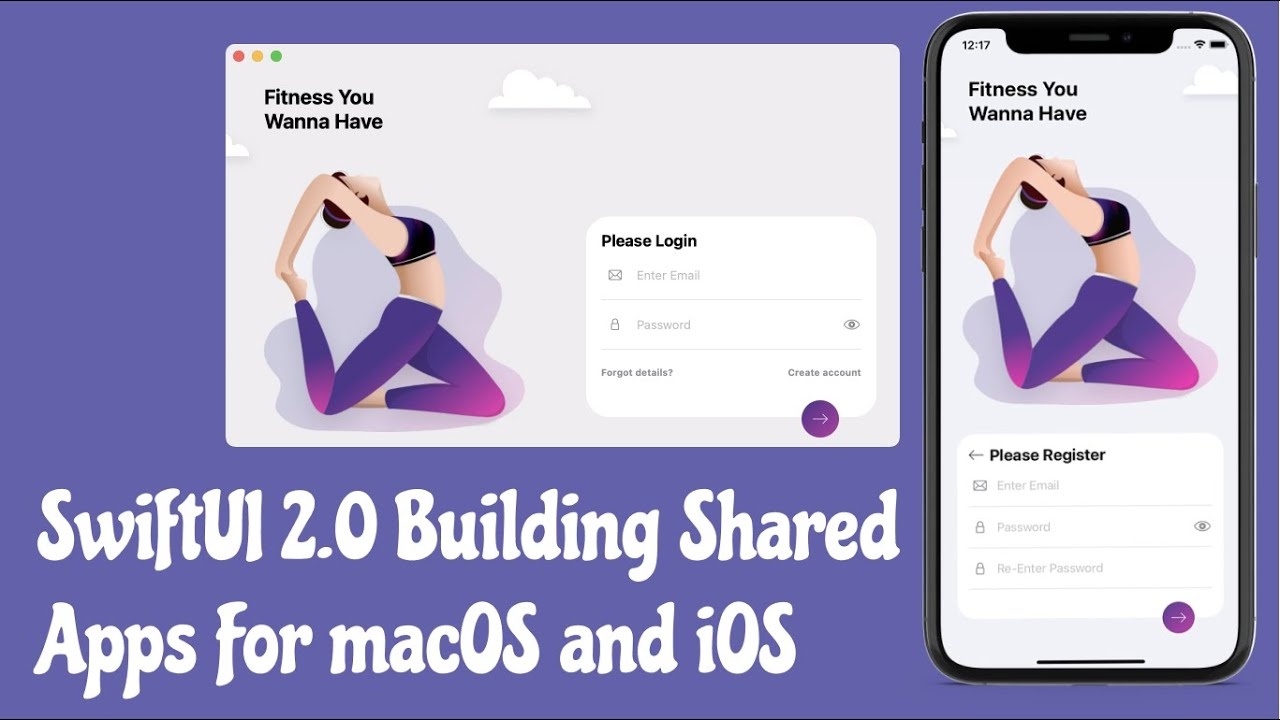 Fitness You
Wanna Have
Please Login
Enter Email
Password
Forgot details?
Create account
12:17
Fitness You
Wanna Have
Please Register
Enter Email
Password
Re-Enter Password
SwiftUI 2.0 Building Shared
Apps for macOS and iOS